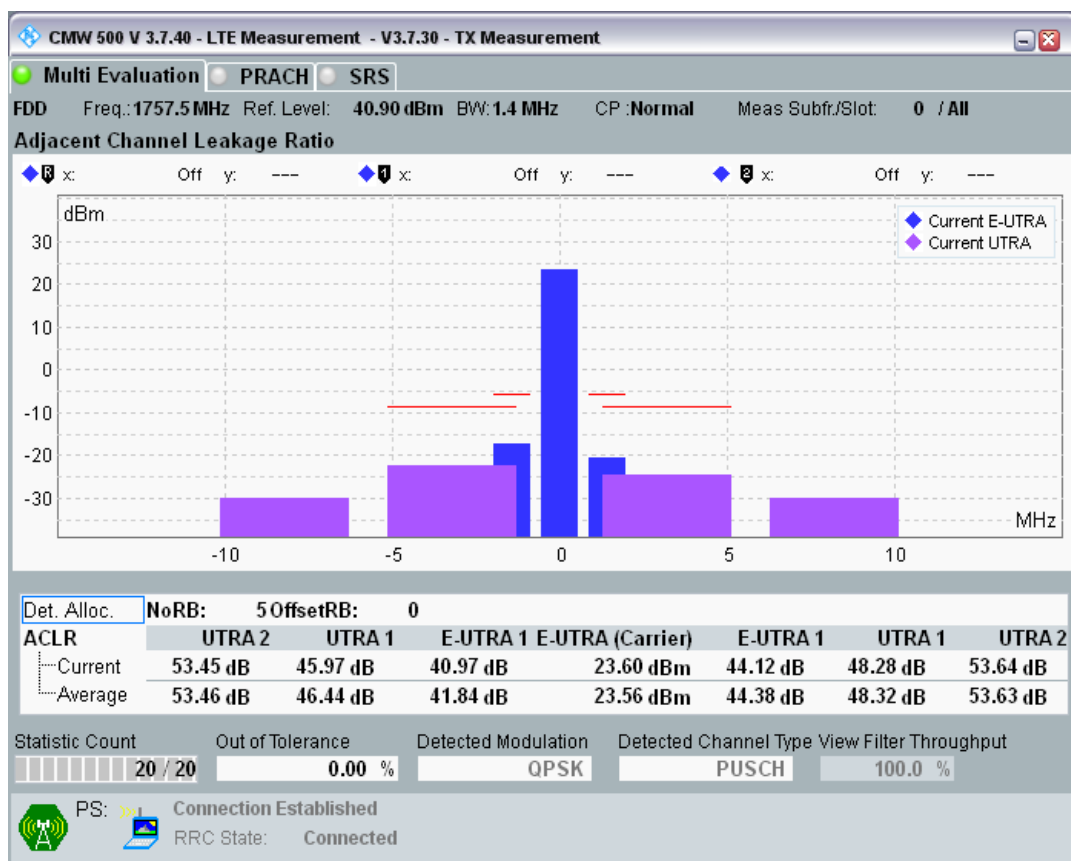 CMW 500 V 3.7.40 - LTE Measurement - V3.7.30 - TX Measurement
Multi Evaluation PRACH SRS
FDD Freq.: 1757.5 MHz Ref. Level: 40.90 dBm BW: 1.4 MHz CP : Normal Meas Subfr./Slot: 0 / All
Adjacent Channel Leakage Ratio
R x: Off y: --- 1 x: Off y: --- 2 x: Off y: ---
dBm
Current E-UTRA
Current UTRA
30
20
10
0
-10
-20
-30
MHz
-10 -5 0 5 10
Det. Alloc. NoRB: 5 OffsetRB: 0
ACLR UTRA 2 UTRA 1 E-UTRA 1 E-UTRA (Carrier) E-UTRA 1 UTRA 1 UTRA 2
Current 53.45 dB 45.97 dB 40.97 dB 23.60 dBm 44.12 dB 48.28 dB 53.64 dB
Average 53.46 dB 46.44 dB 41.84 dB 23.56 dBm 44.38 dB 48.32 dB 53.63 dB
Statistic Count Out of Tolerance Detected Modulation Detected Channel Type View Filter Throughput
20 / 20 0.00 % QPSK PUSCH 100.0 %
PS: Connection Established
RRC State: Connected